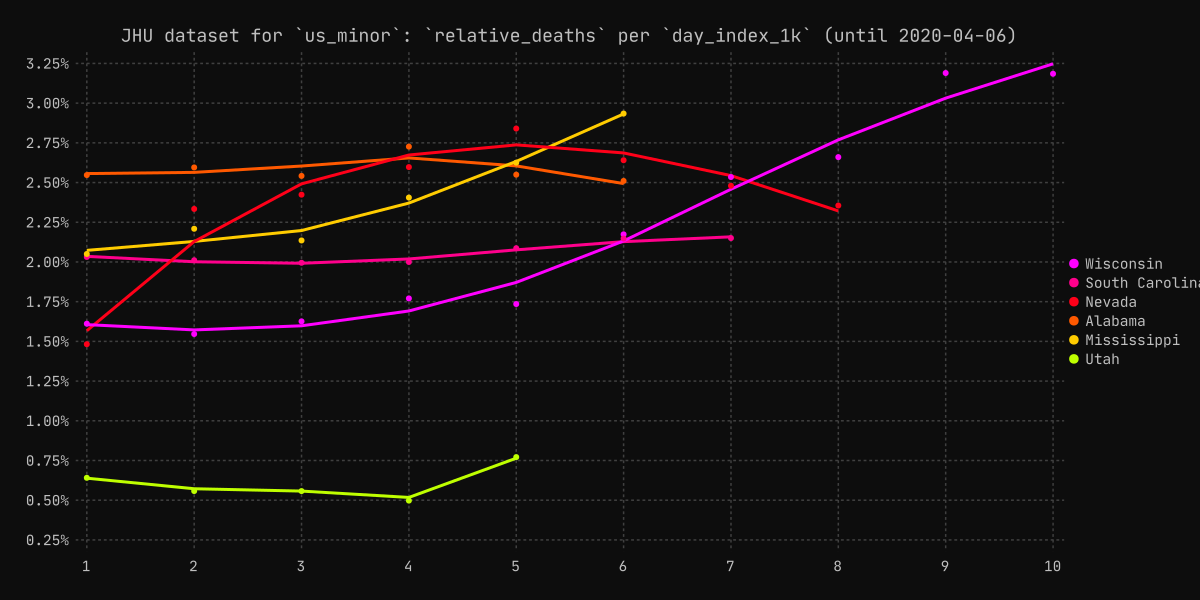 JHU dataset for `us_minor`: `relative_deaths` per `day_index_1k` (until 2020-04-06)
3.25%
3.00%
2.75%
2.50%
2.25%
2.00%
1.75%
1.50%
1.25%
1.00%
0.75%
0.50%
0.25%
1 2 3 4 5 6 7 8 9 10
Wisconsin
South Carolina
Nevada
Alabama
Mississippi
Utah